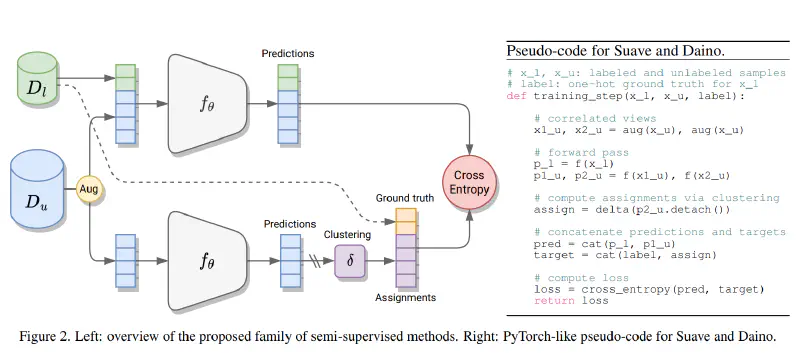 Predictions
D_l
f_θ
Aug
D_u
Cross
Entropy
Ground truth
Predictions
Clustering
f_θ
δ
Assignments
Pseudo-code for Suave and Daino.
# x_l, x_u: labeled and unlabeled samples
# label: one-hot ground truth for x_l
def training_step(x_l, x_u, label):
# correlated views
x1_u, x2_u = aug(x_u), aug(x_u)
# forward pass
p_l = f(x_l)
p1_u, p2_u = f(x1_u), f(x2_u)
# compute assignments via clustering
assign = delta(p2_u.detach())
# concatenate predictions and targets
pred = cat(p_l, p1_u)
target = cat(label, assign)
# compute loss
loss = cross_entropy(pred, target)
return loss
Figure 2. Left: overview of the proposed family of semi-supervised methods. Right: PyTorch-like pseudo-code for Suave and Daino.